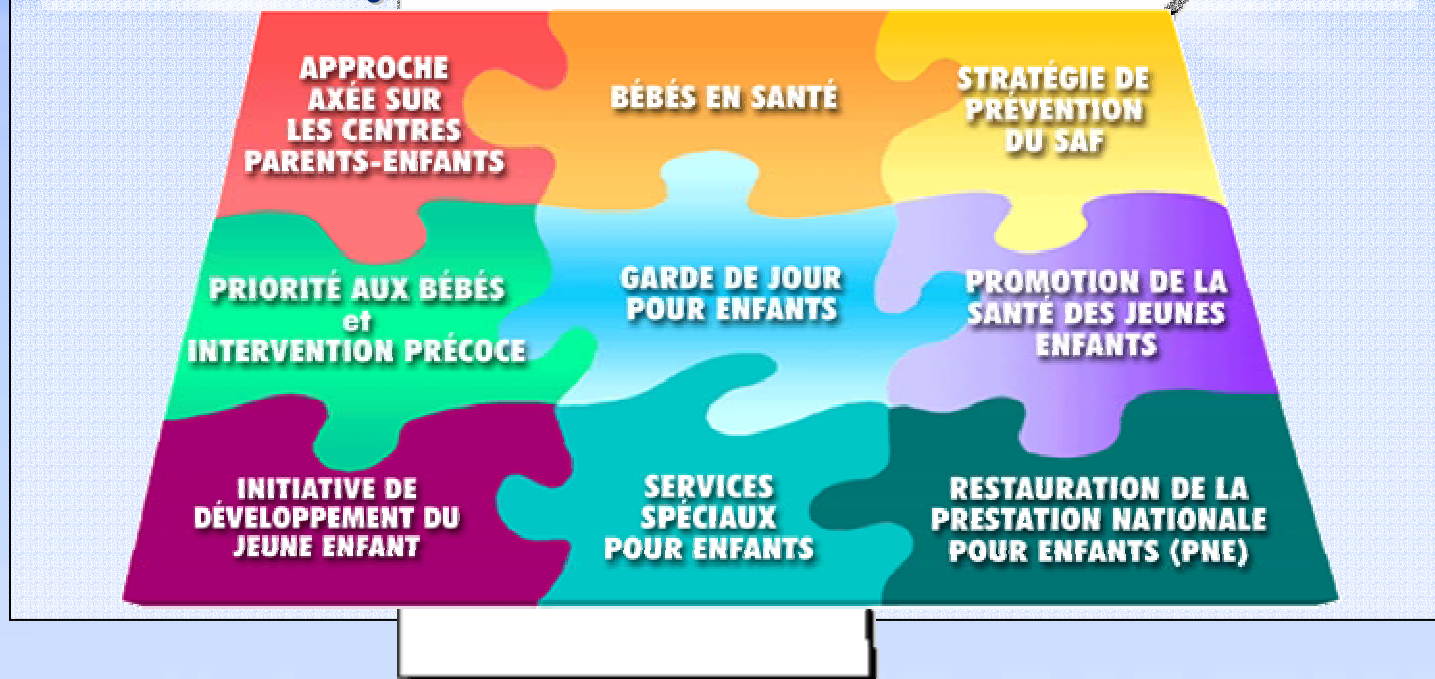 APPROCHE
AXÉE SUR
LES CENTRES
PARENTS-ENFANTS
BÉBÉS EN SANTÉ
STRATÉGIE DE
PRÉVENTION
DU SAF
PRIORITÉ AUX BÉBÉS
et
INTERVENTION PRÉCOCE
GARDE DE JOUR
POUR ENFANTS
PROMOTION DE LA
SANTÉ DES JEUNES
ENFANTS
INITIATIVE DE
DÉVELOPPEMENT DU
JEUNE ENFANT
SERVICES
SPÉCIAUX
POUR ENFANTS
RESTAURATION DE LA
PRESTATION NATIONALE
POUR ENFANTS (PNE)